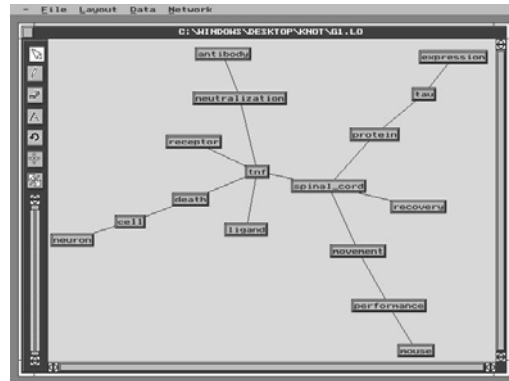 - File Layout Data Network
C:\WINDOWS\DESKTOP\KNOT\G1.LO
antibody
expression
neutralization
tau
protein
receptor
tnf
spinal_cord
death
recovery
cell
ligand
neuron
movement
performance
mouse